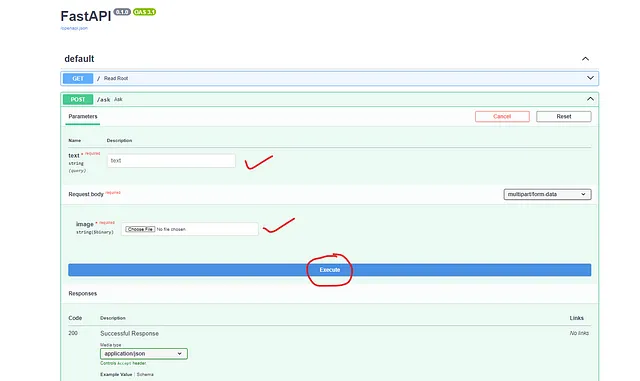 FastAPI 0.1.0 OAS 3.1
/openapi.json
default
GET / Read Root
POST /ask Ask
Parameters Cancel Reset
Name Description
text * required text
string
(query)
Request body required multipart/form-data
image * required Choose File No file chosen
string($binary)
Execute
Responses
Code Description Links
200 Successful Response No links
Media type
application/json
Controls Accept header.
Example Value Schema